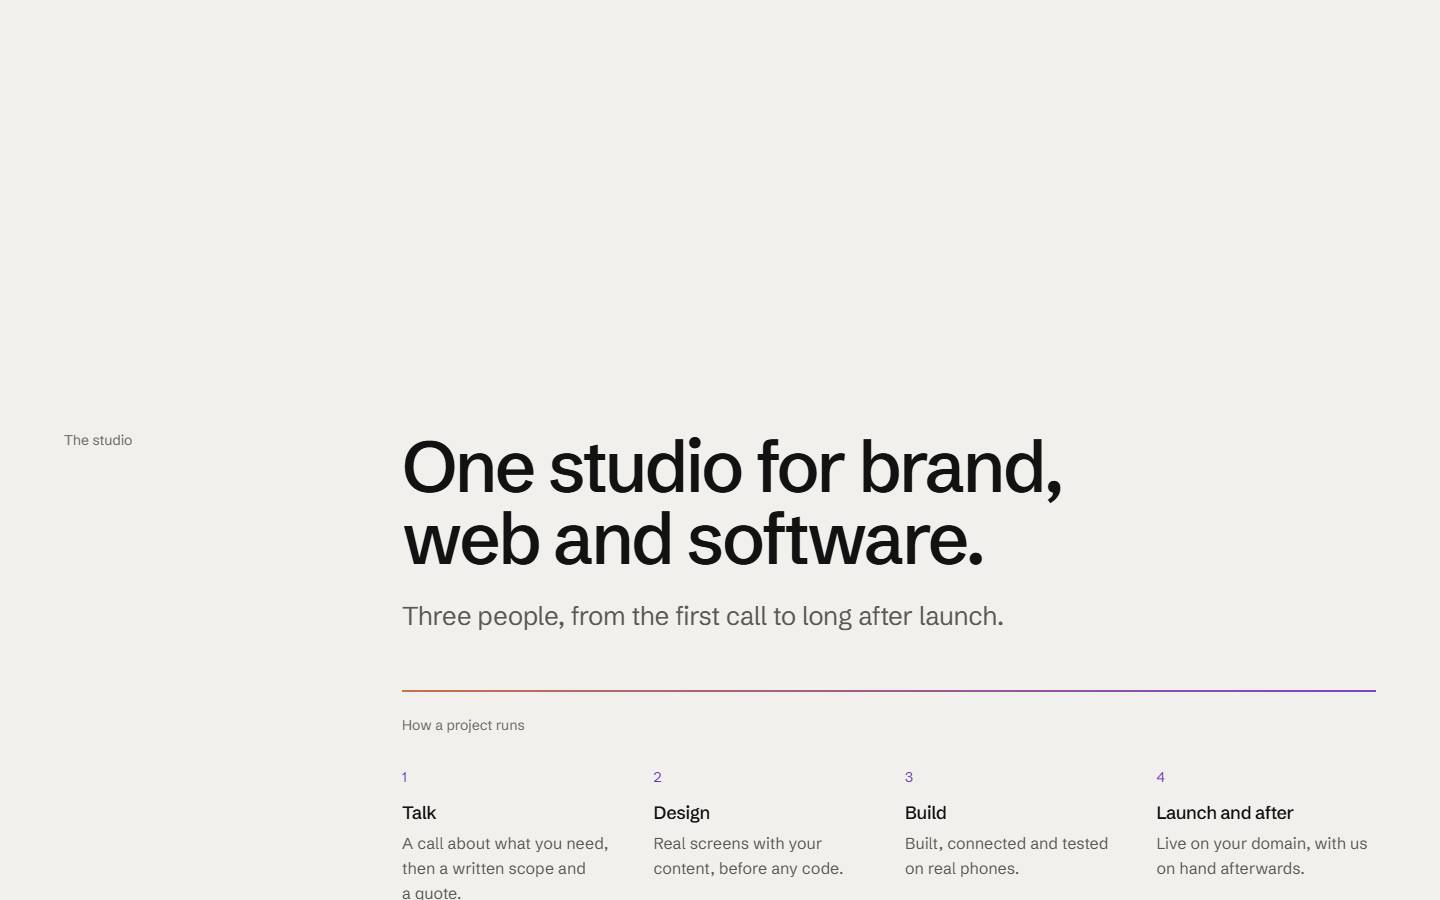 The studio
One studio for brand,
web and software.
Three people, from the first call to long after launch.
How a project runs
1
Talk
A call about what you need,
then a written scope and
a quote.
2
Design
Real screens with your
content, before any code.
3
Build
Built, connected and tested
on real phones.
4
Launch and after
Live on your domain, with us
on hand afterwards.